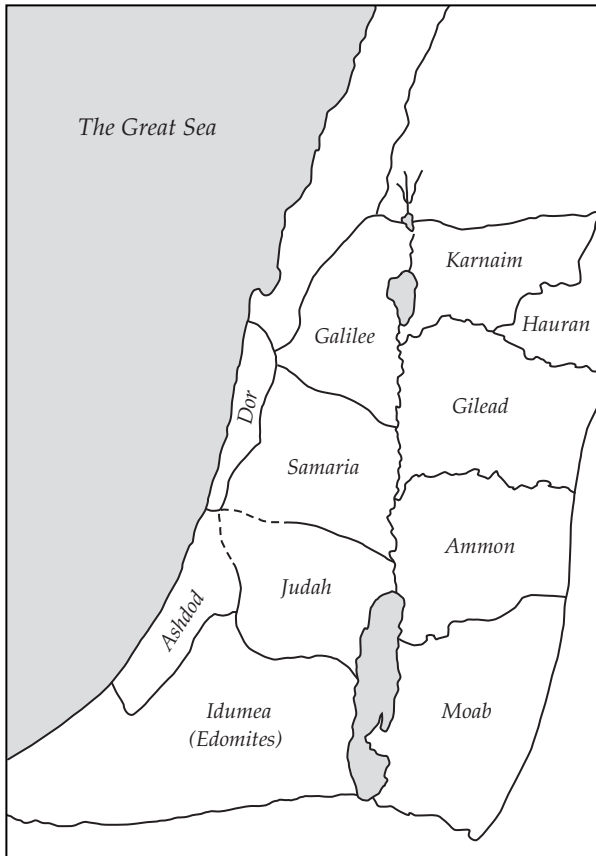 The Great Sea
Karnaim
Hauran
Galilee
Dor
Gilead
Samaria
Ammon
Judah
Ashdod
Idumea
(Edomites)
Moab